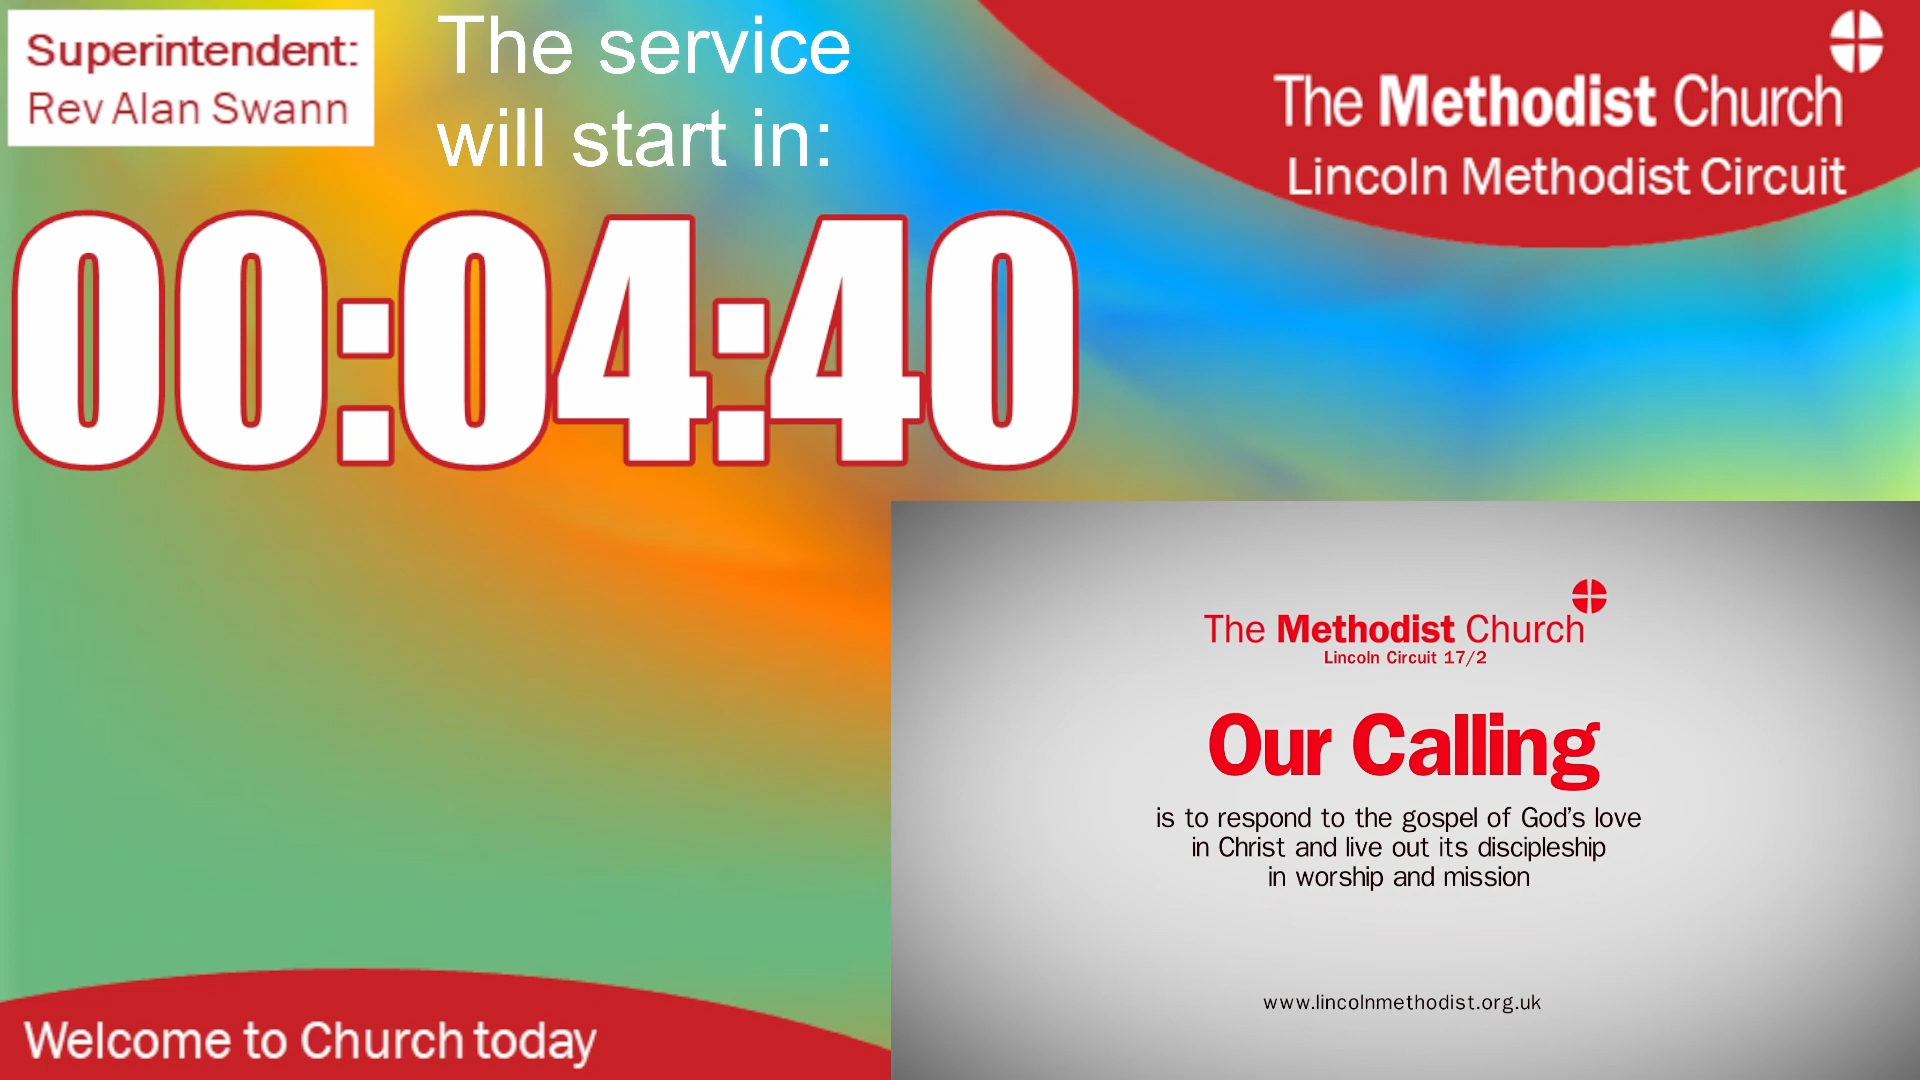 Superintendent:
Rev Alan Swann
The service
will start in:
The Methodist Church
Lincoln Methodist Circuit
00:04:40
The Methodist Church
Lincoln Circuit 17/2
Our Calling
is to respond to the gospel of God’s love
in Christ and live out its discipleship
in worship and mission
www.lincolnmethodist.org.uk
Welcome to Church today